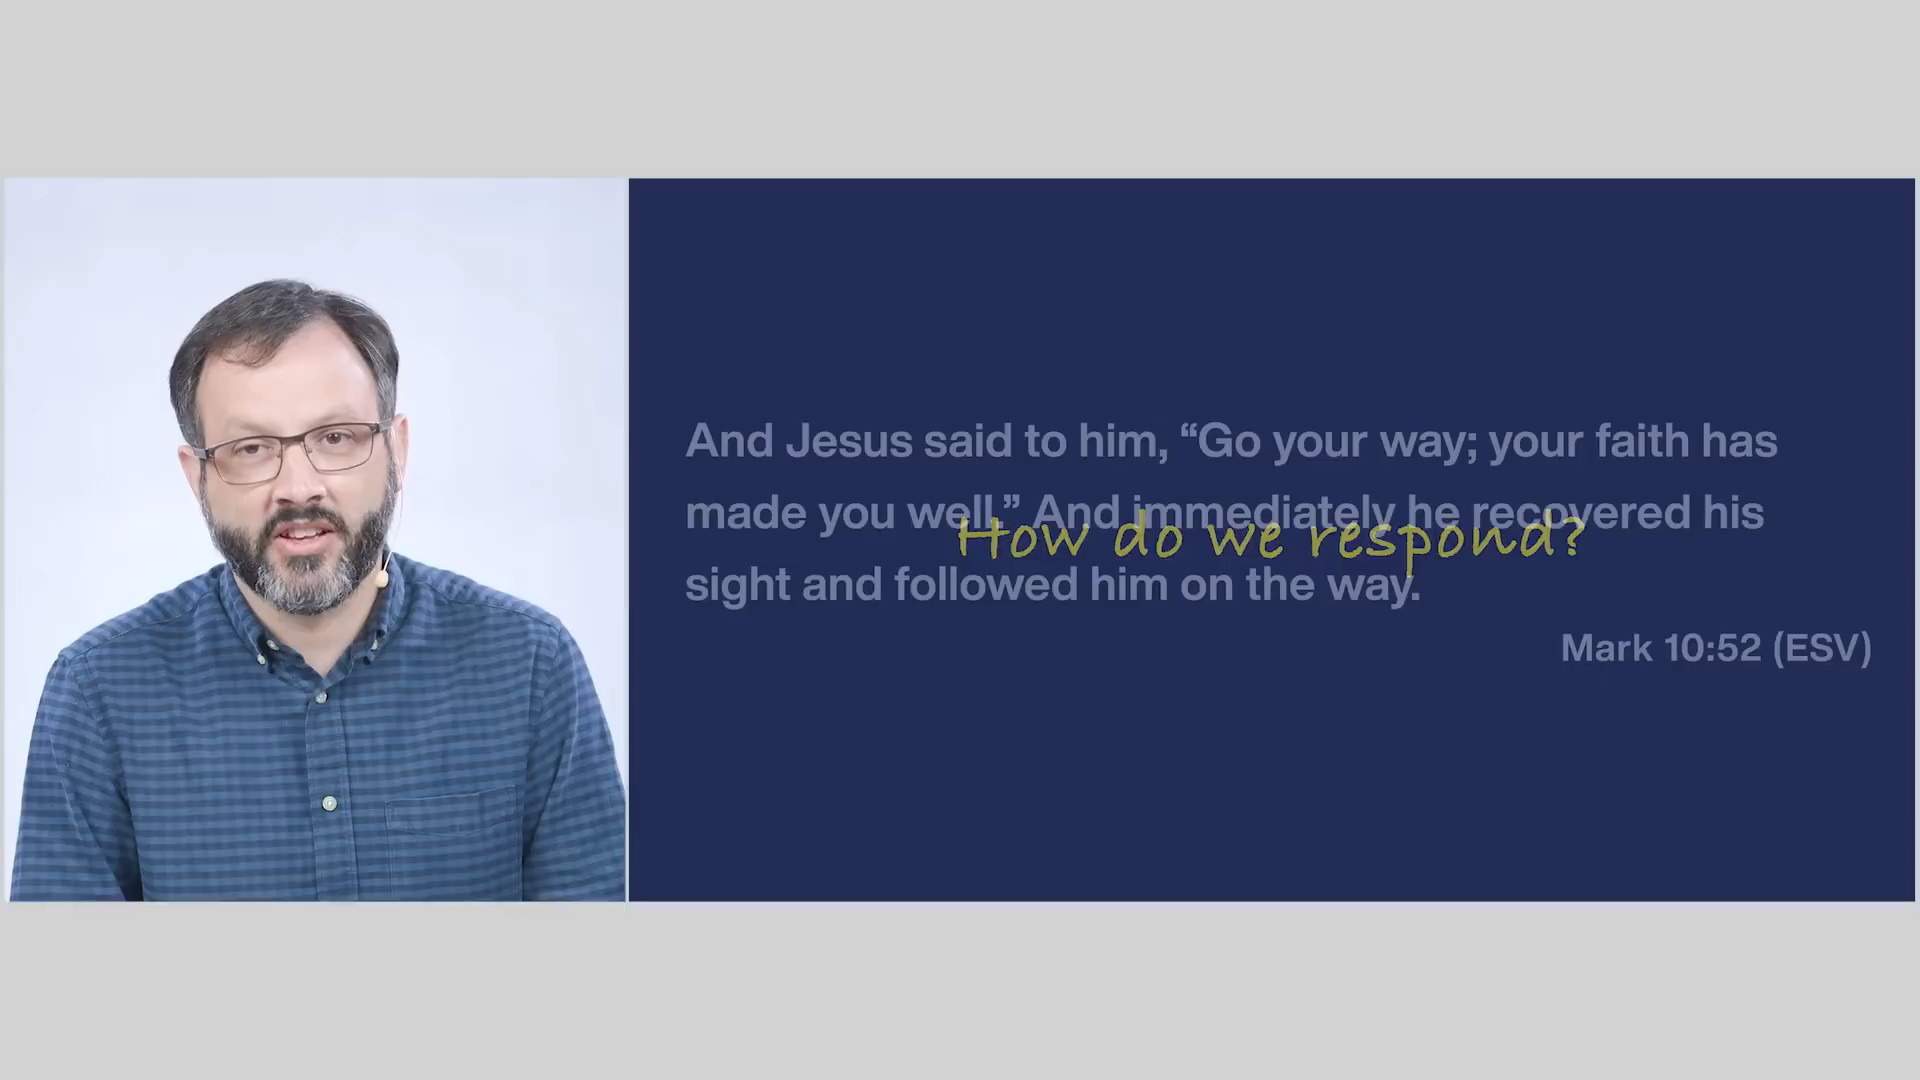 And Jesus said to him, “Go your way; your faith has
made you well.” And immediately he recovered his
How do we respond?
sight and followed him on the way.
Mark 10:52 (ESV)